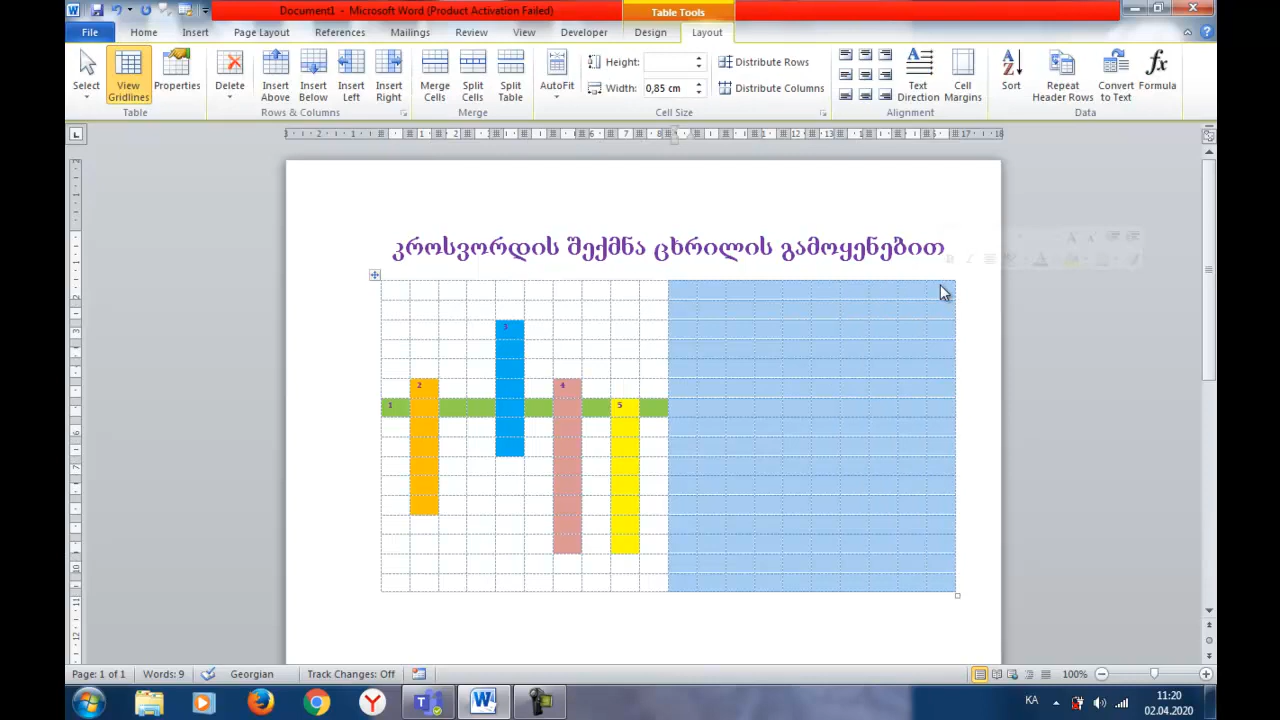 Document1 - Microsoft Word (Product Activation Failed)
Table Tools
File Home Insert Page Layout References Mailings Review View Developer Design Layout
Select
View Gridlines
Properties
Delete
Insert Above
Insert Below
Insert Left
Insert Right
Merge Cells
Split Cells
Split Table
AutoFit
Height:
Width: 0,85 cm
Distribute Rows
Distribute Columns
Text Direction
Cell Margins
Sort
Repeat Header Rows
Convert to Text
Formula
Table Rows & Columns Merge Cell Size Alignment Data
კროსვორდის შექმნა ცხრილის გამოყენებით
3
2
4
1
5
Page: 1 of 1 Words: 9 Georgian Track Changes: Off 100%
KA
11:20
02.04.2020